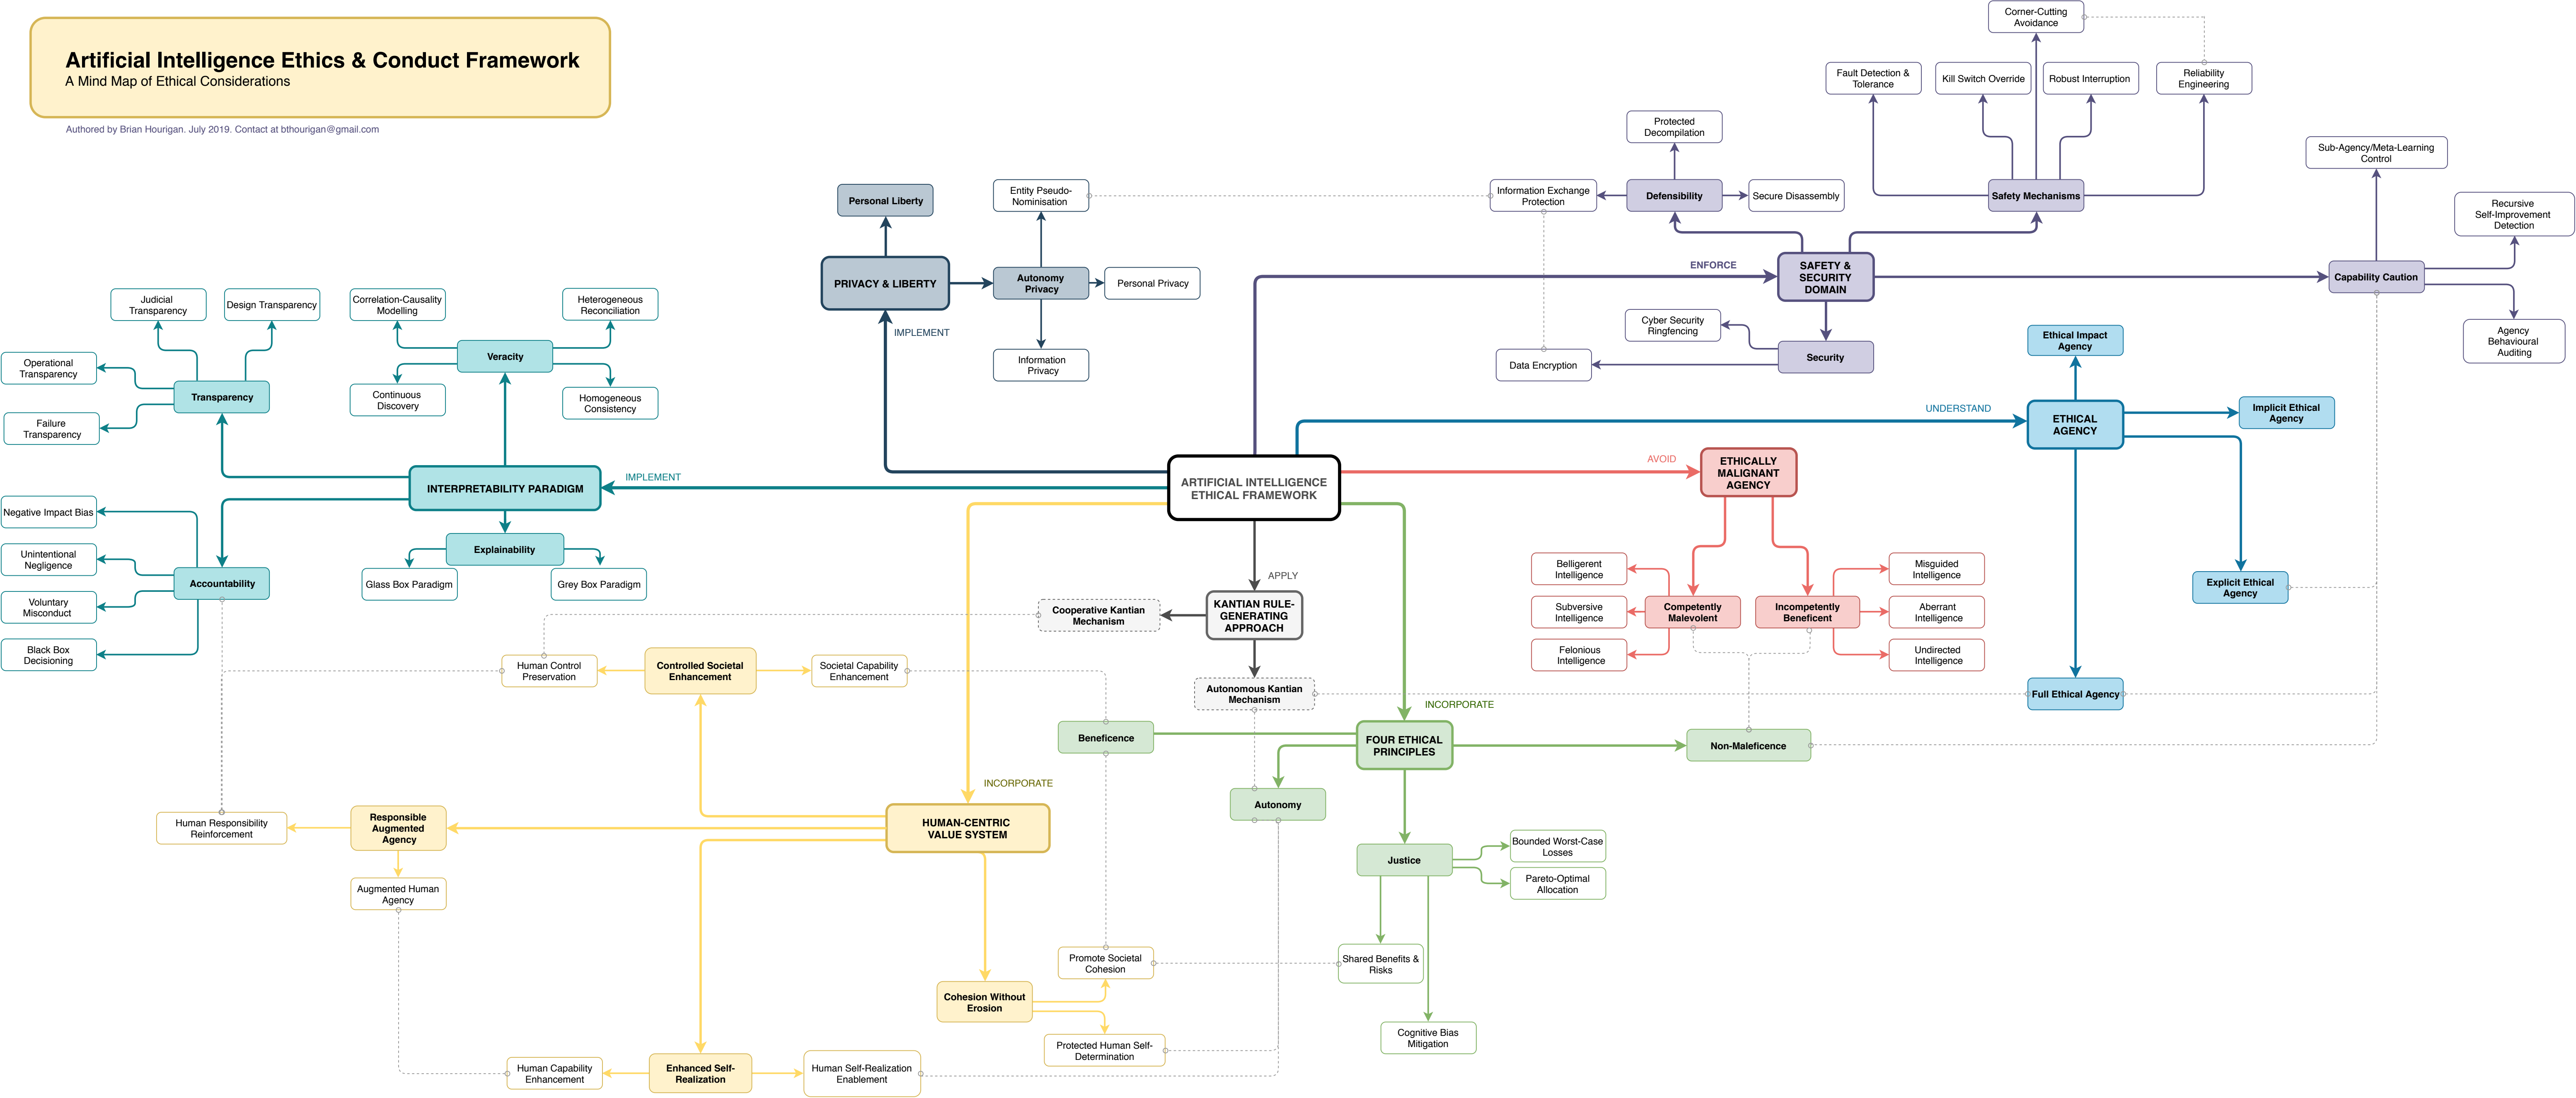 Artificial Intelligence Ethics & Conduct Framework
A Mind Map of Ethical Considerations
Authored by Brian Hourigan. July 2019. Contact at bthourigan@gmail.com
Corner-Cutting
Avoidance
Fault Detection &
Tolerance
Kill Switch Override
Robust Interruption
Reliability
Engineering
Protected
Decompilation
Sub-Agency/Meta-Learning
Control
Personal Liberty
Entity Pseudo-
Nominisation
Information Exchange
Protection
Defensibility
Secure Disassembly
Safety Mechanisms
Recursive
Self-Improvement
Detection
PRIVACY & LIBERTY
Autonomy
Privacy
Personal Privacy
ENFORCE
SAFETY &
SECURITY
DOMAIN
Capability Caution
IMPLEMENT
Information
Privacy
Cyber Security
Ringfencing
Data Encryption
Security
Agency
Behavioural
Auditing
Judicial
Transparency
Design Transparency
Correlation-Causality
Modelling
Heterogeneous
Reconciliation
Operational
Transparency
Veracity
Transparency
Continuous
Discovery
Homogeneous
Consistency
Failure
Transparency
Ethical Impact
Agency
UNDERSTAND
ETHICAL
AGENCY
Implicit Ethical
Agency
INTERPRETABILITY PARADIGM
IMPLEMENT
ARTIFICIAL INTELLIGENCE
ETHICAL FRAMEWORK
AVOID
ETHICALLY
MALIGNANT
AGENCY
Negative Impact Bias
Unintentional
Negligence
Accountability
Voluntary
Misconduct
Black Box
Decisioning
Explainability
Glass Box Paradigm
Grey Box Paradigm
APPLY
Cooperative Kantian
Mechanism
KANTIAN RULE-
GENERATING
APPROACH
Belligerent
Intelligence
Subversive
Intelligence
Felonious
Intelligence
Competently
Malevolent
Incompetently
Beneficent
Misguided
Intelligence
Aberrant
Intelligence
Undirected
Intelligence
Explicit Ethical
Agency
Human Control
Preservation
Controlled Societal
Enhancement
Societal Capability
Enhancement
Autonomous Kantian
Mechanism
Full Ethical Agency
INCORPORATE
Beneficence
FOUR ETHICAL
PRINCIPLES
Non-Maleficence
INCORPORATE
Autonomy
Human Responsibility
Reinforcement
Responsible
Augmented
Agency
HUMAN-CENTRIC
VALUE SYSTEM
Justice
Bounded Worst-Case
Losses
Pareto-Optimal
Allocation
Augmented Human
Agency
Promote Societal
Cohesion
Shared Benefits &
Risks
Cohesion Without
Erosion
Cognitive Bias
Mitigation
Protected Human Self-
Determination
Human Capability
Enhancement
Enhanced Self-
Realization
Human Self-Realization
Enablement